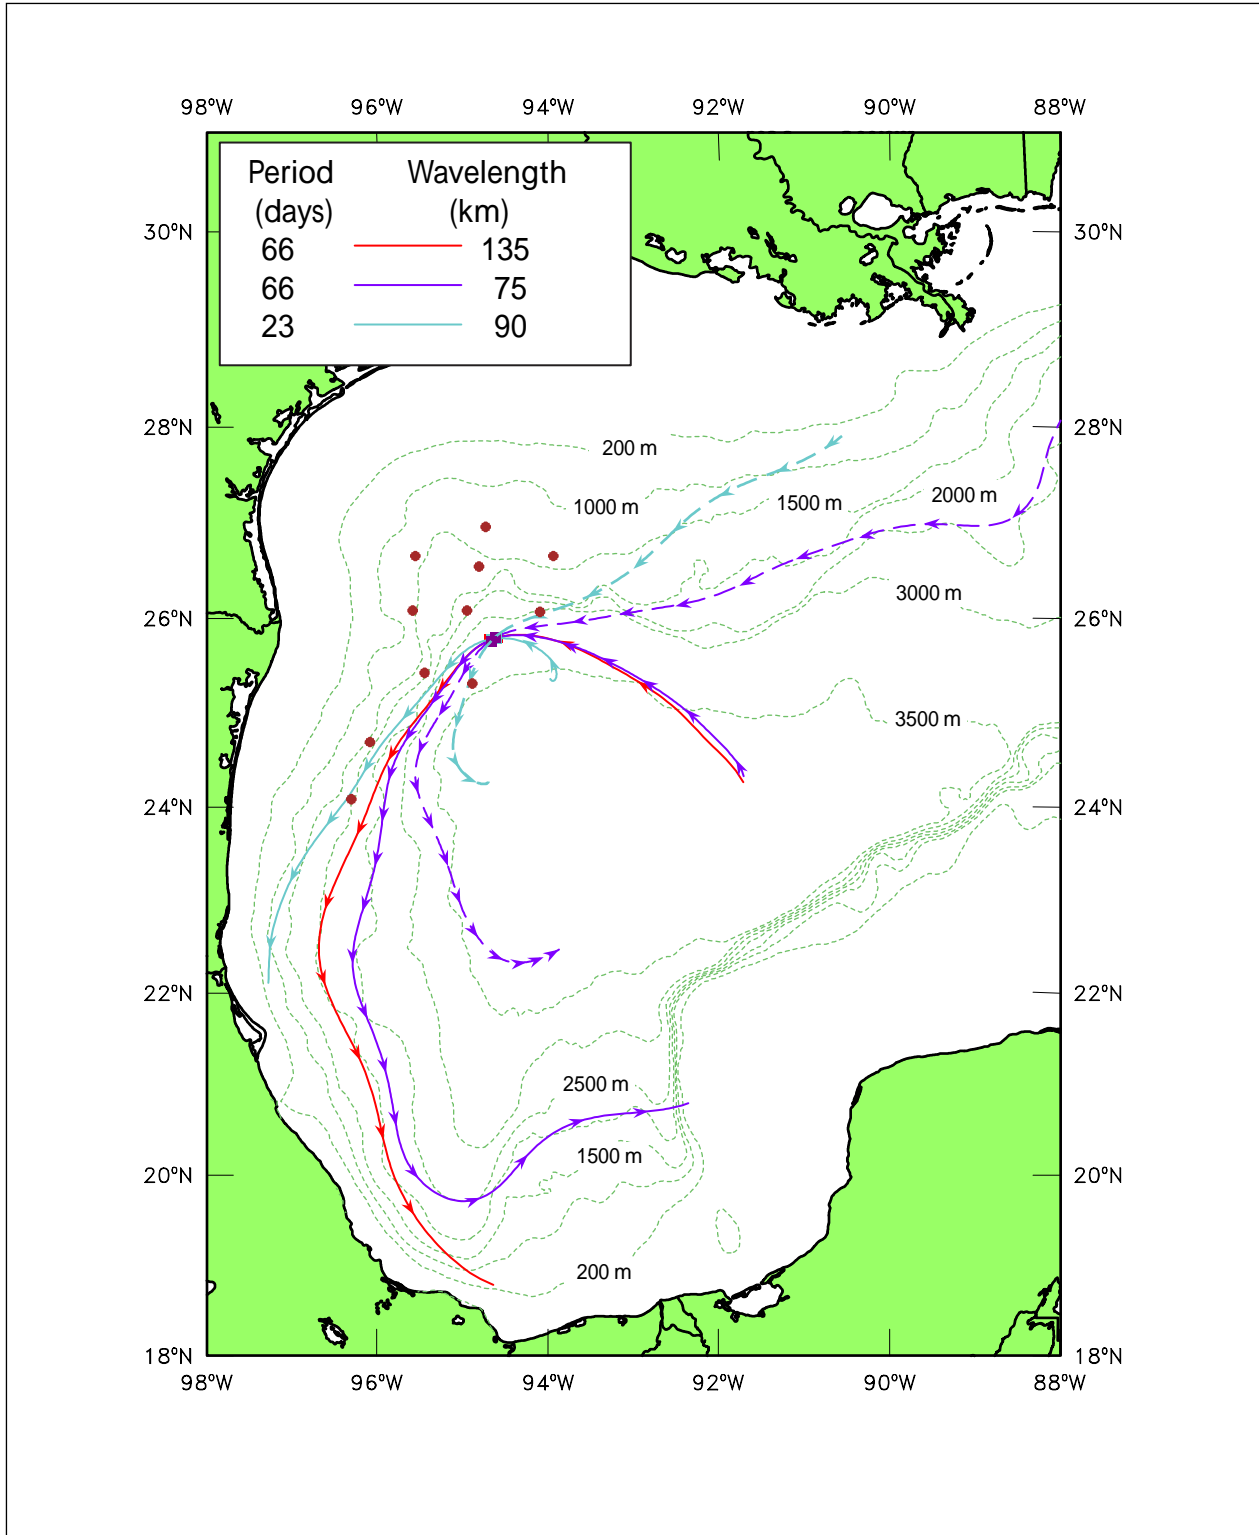 98°W 96°W 94°W 92°W 90°W 88°W
Period Wavelength
(days) (km)
66 135
66 75
23 90
30°N 30°N
28°N 28°N
200 m
2000 m
1500 m
1000 m
3000 m
26°N 26°N
3500 m
24°N 24°N
22°N 22°N
2500 m
1500 m
20°N 20°N
200 m
18°N 18°N
98°W 96°W 94°W 92°W 90°W 88°W